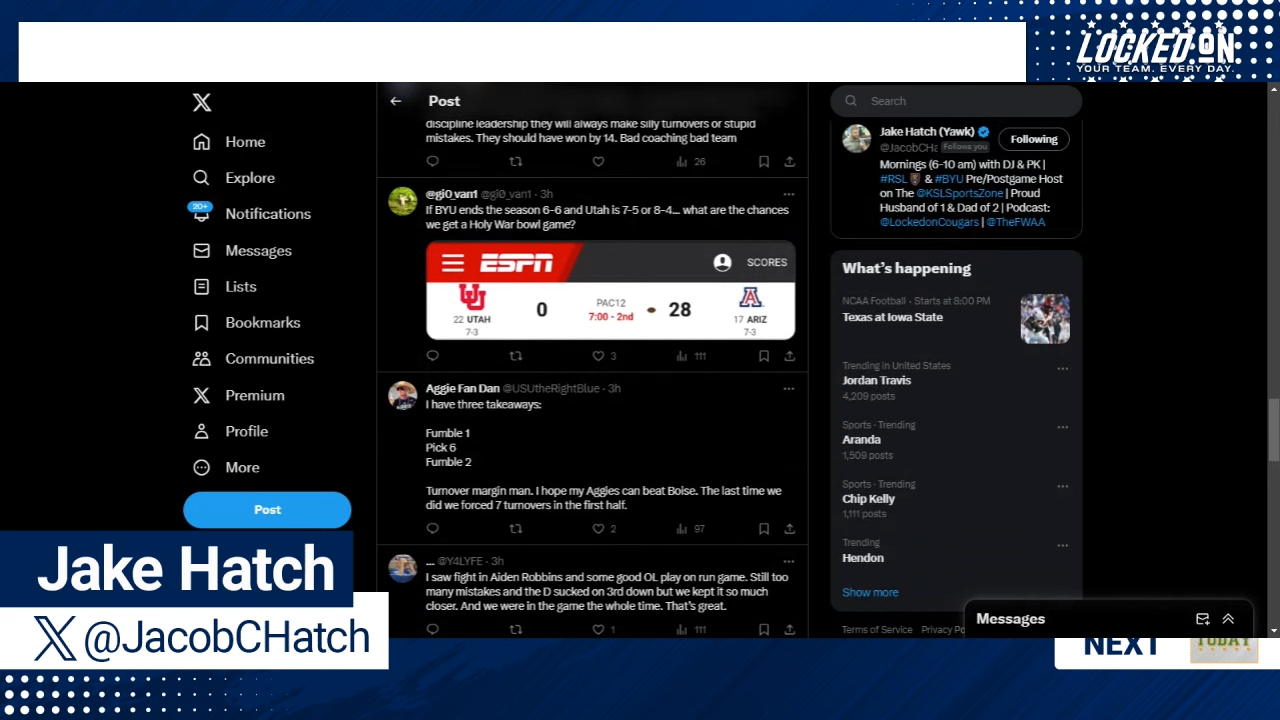 LOCKED ON
YOUR TEAM. EVERY DAY.
Home
Explore
20+
Notifications
Messages
Lists
Bookmarks
Communities
Premium
Profile
More
Post
Post
discipline leadership they will always make silly turnovers or stupid
mistakes. They should have won by 14. Bad coaching bad team
26
@gj0_van1 @gj0_van1 · 3h
If BYU ends the season 6-6 and Utah is 7-5 or 8-4... what are the chances
we get a Holy War bowl game?
ESPN
SCORES
22 UTAH
7-3
0
PAC12
7:00 - 2nd
28
17 ARIZ
7-3
3
111
Aggie Fan Dan @USUtheRightBlue · 3h
I have three takeaways:
Fumble 1
Pick 6
Fumble 2
Turnover margin man. I hope my Aggies can beat Boise. The last time we
did we forced 7 turnovers in the first half.
2
97
... @Y4LYFE · 3h
I saw fight in Aiden Robbins and some good OL play on run game. Still too
many mistakes and the D sucked on 3rd down but we kept it so much
closer. And we were in the game the whole time. That's great.
1
111
Search
Jake Hatch (Yawk)
@JacobCHa Follows you
Following
Mornings (6-10 am) with DJ & PK |
#RSL & #BYU Pre/Postgame Host
on The @KSLSportsZone | Proud
Husband of 1 & Dad of 2 | Podcast:
@LockedonCougars | @TheFWAA
What's happening
NCAA Football · Starts at 8:00 PM
Texas at Iowa State
Trending in United States
Jordan Travis
4,209 posts
Sports · Trending
Aranda
1,509 posts
Sports · Trending
Chip Kelly
1,111 posts
Trending
Hendon
Show more
Terms of Service Privacy Po
Messages
Jake Hatch
X @JacobCHatch
NEXT
TODAY